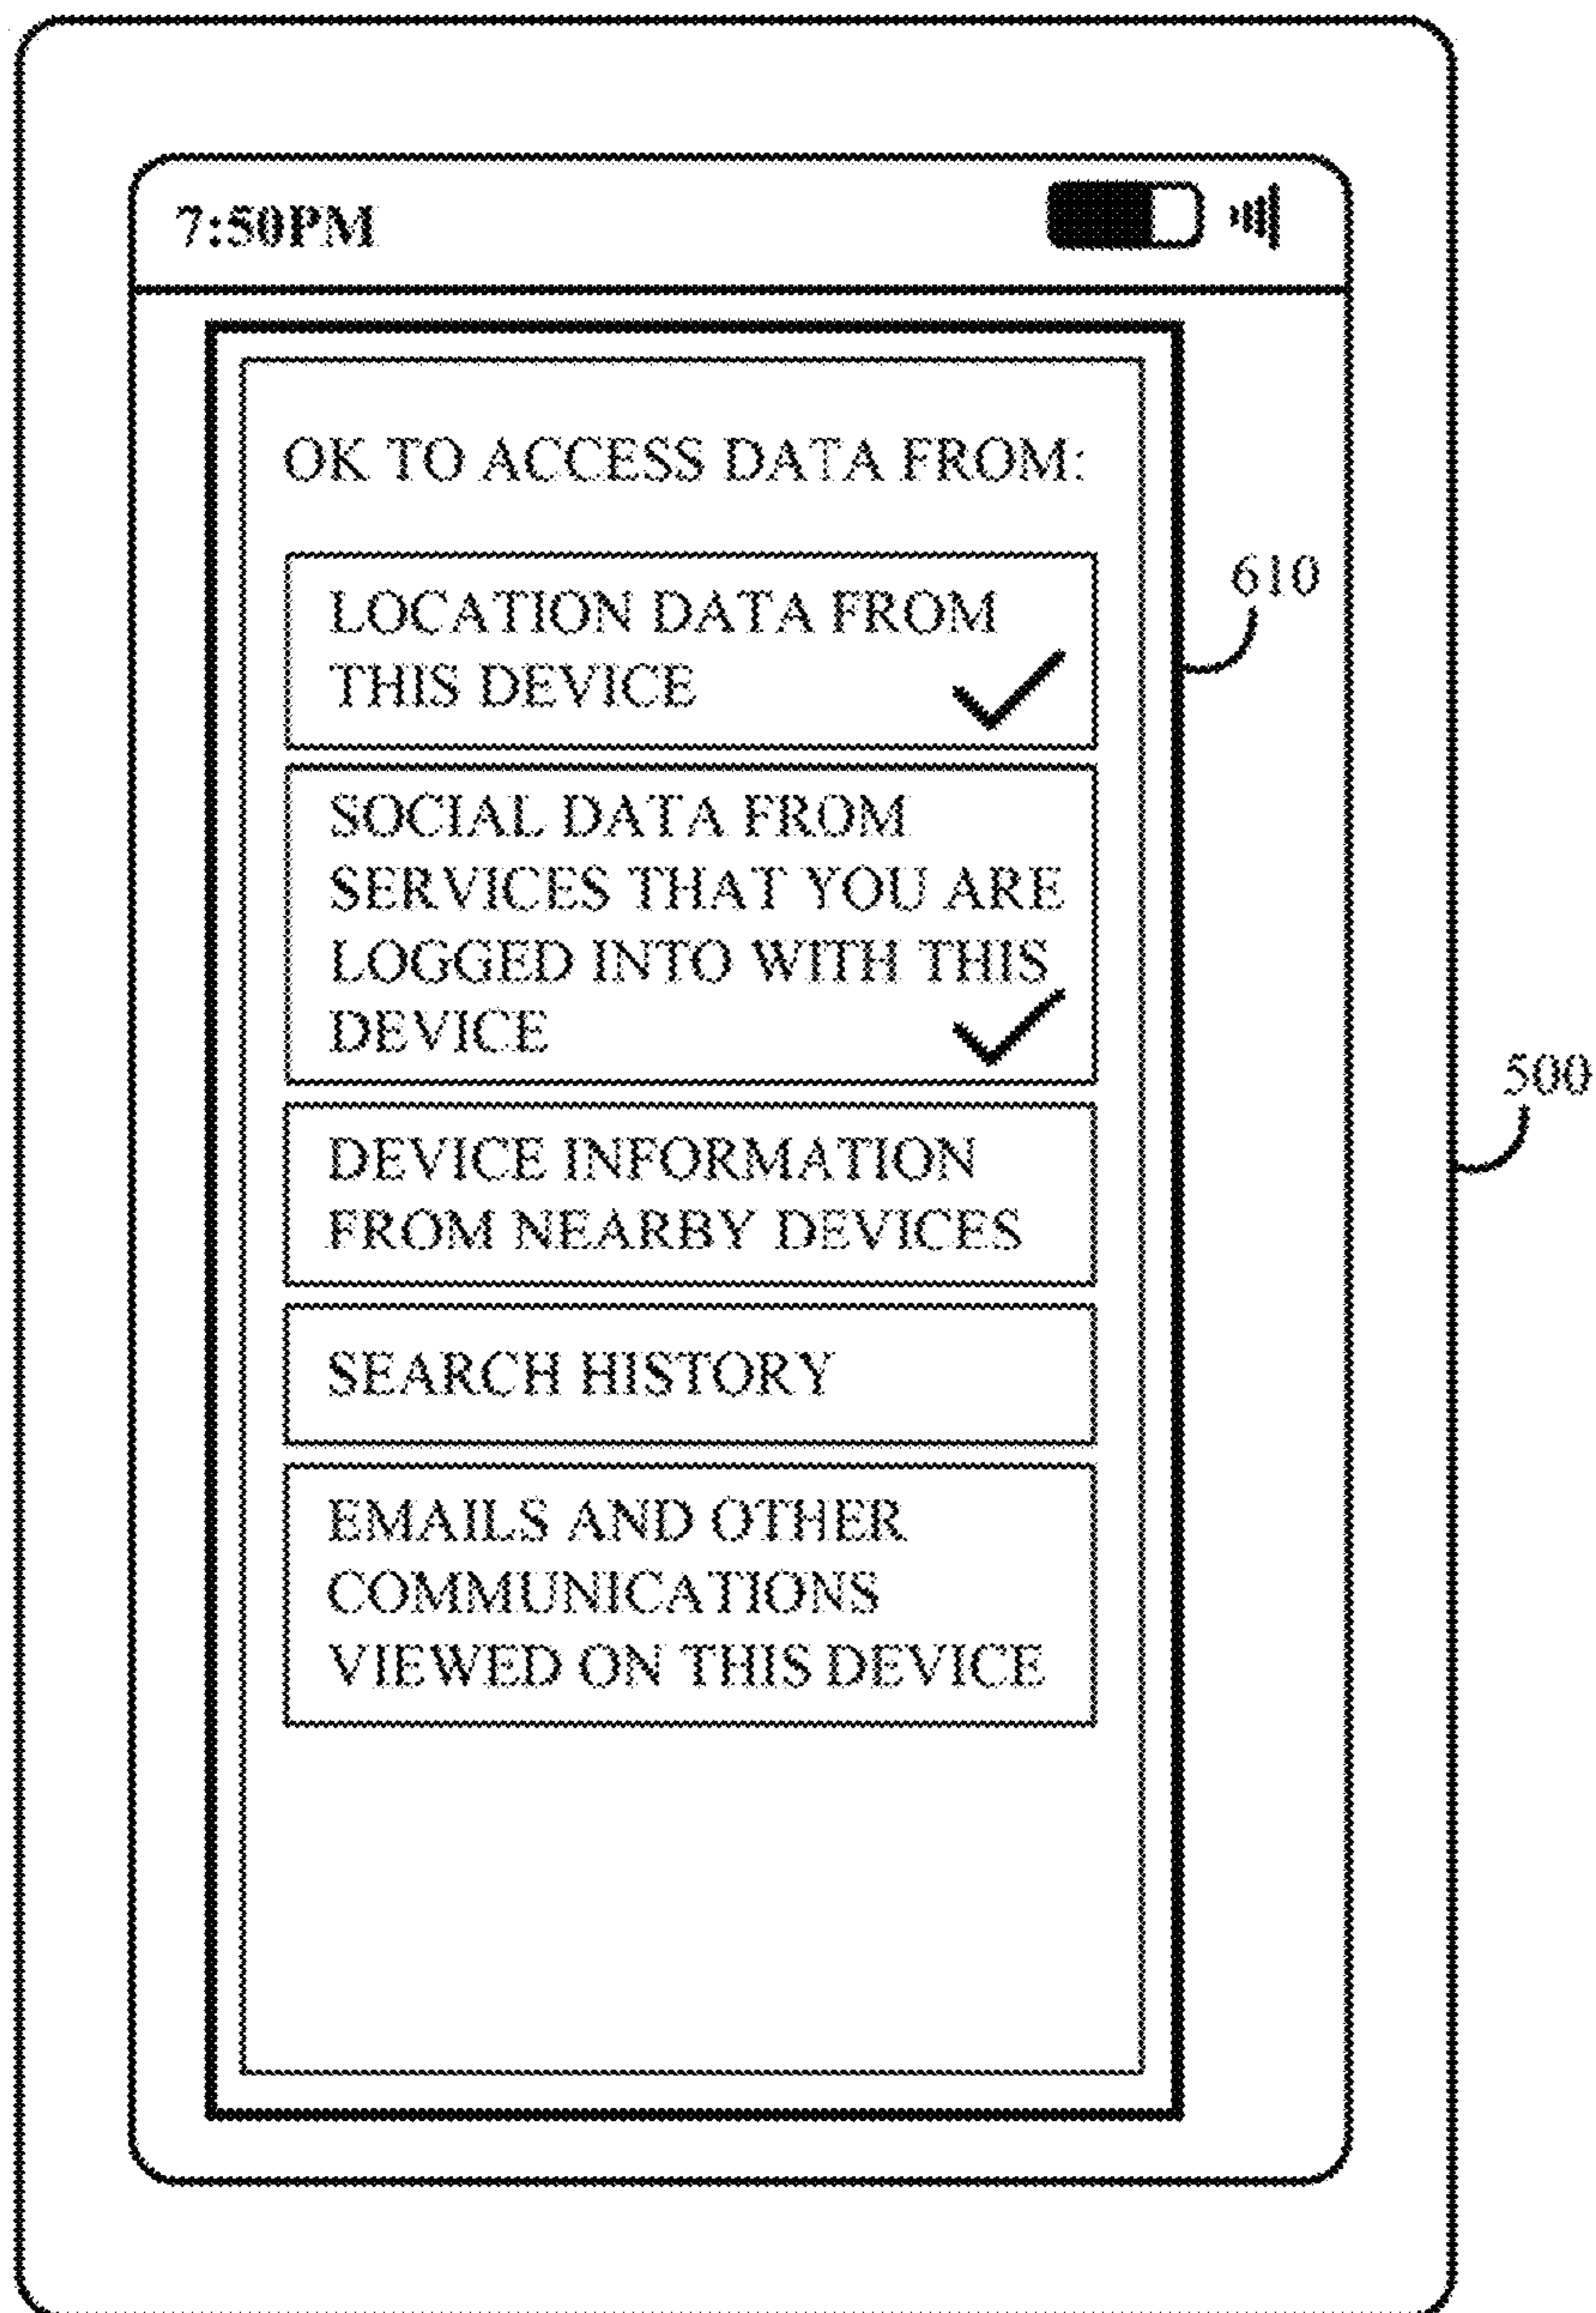 7:50PM
OK TO ACCESS DATA FROM:
LOCATION DATA FROM
THIS DEVICE
610
SOCIAL DATA FROM
SERVICES THAT YOU ARE
LOGGED INTO WITH THIS
DEVICE
500
DEVICE INFORMATION
FROM NEARBY DEVICES
SEARCH HISTORY
EMAILS AND OTHER
COMMUNICATIONS
VIEWED ON THIS DEVICE